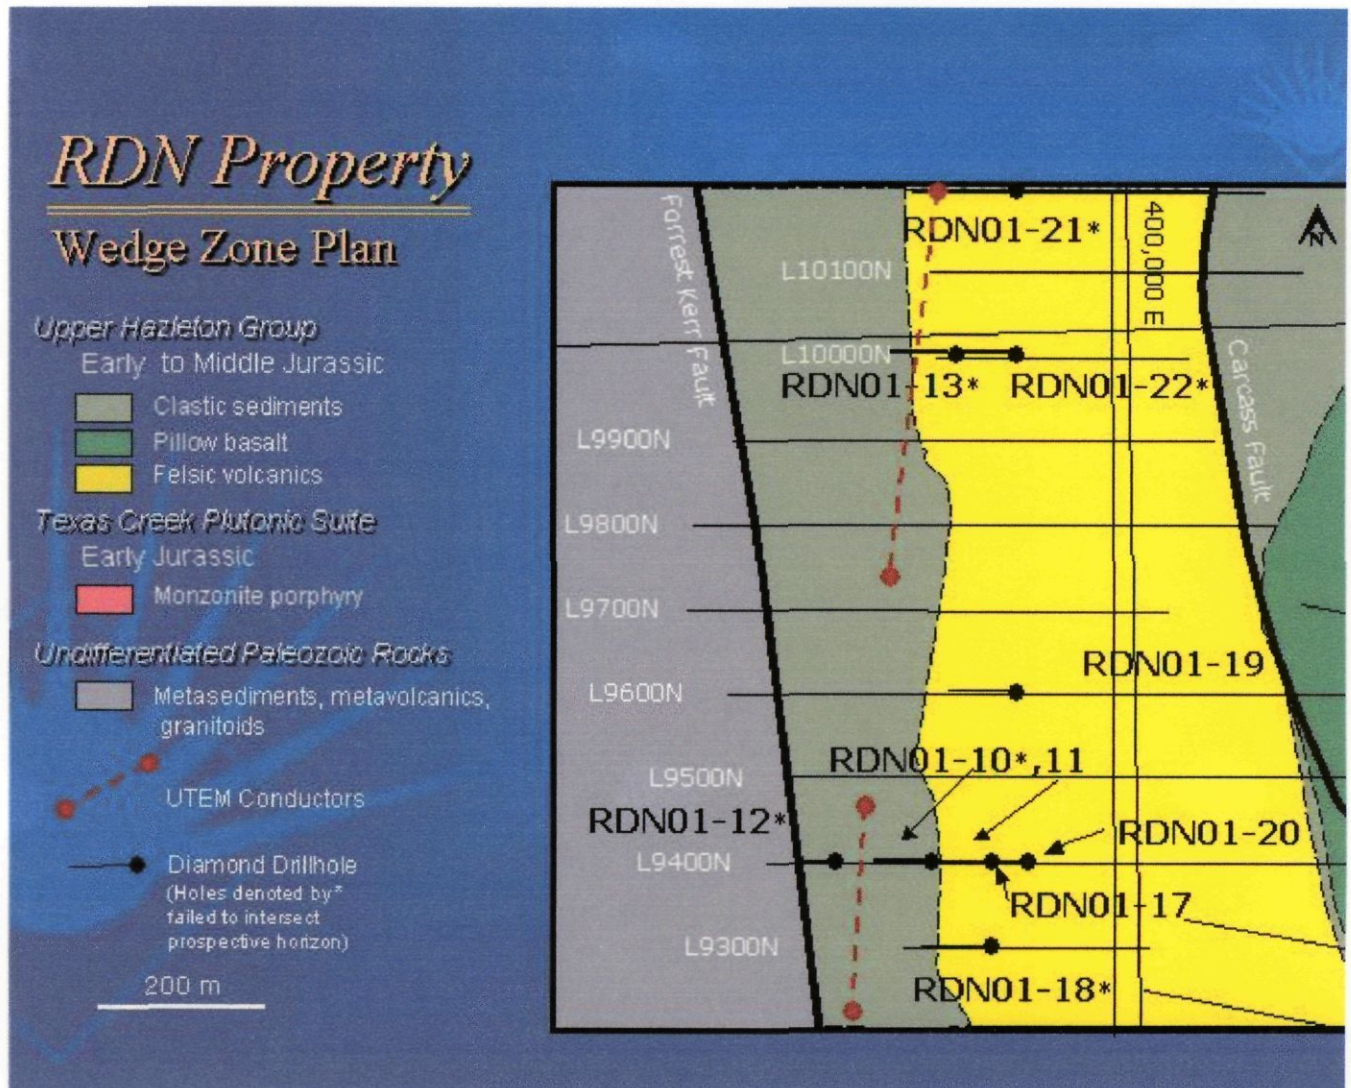 RDN Property
Wedge Zone Plan
Upper Hazleton Group
Early to Middle Jurassic
Clastic sediments
Pillow basalt
Felsic volcanics
Texas Creek Plutonic Suite
Early Jurassic
Monzonite porphyry
Undifferentiated Paleozoic Rocks
Metasediments, metavolcanics,
granitoids
UTEM Conductors
Diamond Drillhole
(Holes denoted by*
failed to intersect
prospective horizon)
200 m
Forrest Kerr Fault
RDN01-21*
400,000 E
N
L10100N
L10000N
RDN01-13*
RDN01-22*
Carcass Fault
L9900N
L9800N
L9700N
RDN01-19
L9600N
RDN01-10*,11
L9500N
RDN01-12*
RDN01-20
L9400N
RDN01-17
L9300N
RDN01-18*